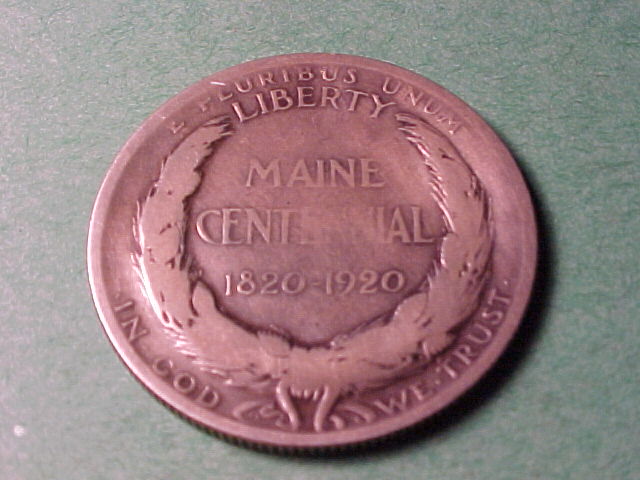 E PLURIBUS UNUM
LIBERTY
MAINE
CENTENNIAL
1820-1920
IN GOD WE TRUST